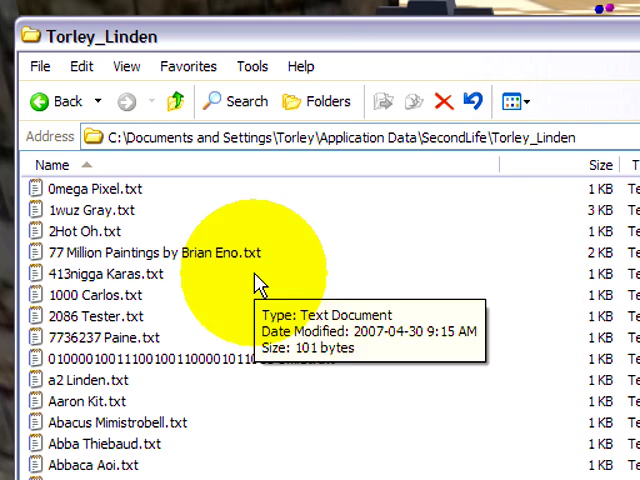 Torley_Linden
File Edit View Favorites Tools Help
Back Search Folders
Address C:\Documents and Settings\Torley\Application Data\SecondLife\Torley_Linden
Name Size
0mega Pixel.txt 1 KB
1wuz Gray.txt 3 KB
2Hot Oh.txt 1 KB
77 Million Paintings by Brian Eno.txt 2 KB
413nigga Karas.txt 1 KB
1000 Carlos.txt 1 KB
2086 Tester.txt 1 KB
7736237 Paine.txt 1 KB
Type: Text Document
Date Modified: 2007-04-30 9:15 AM
Size: 101 bytes
1 KB
a2 Linden.txt 1 KB
Aaron Kit.txt 1 KB
Abacus Mimistrobell.txt 1 KB
Abba Thiebaud.txt 1 KB
Abbaca Aoi.txt 1 KB